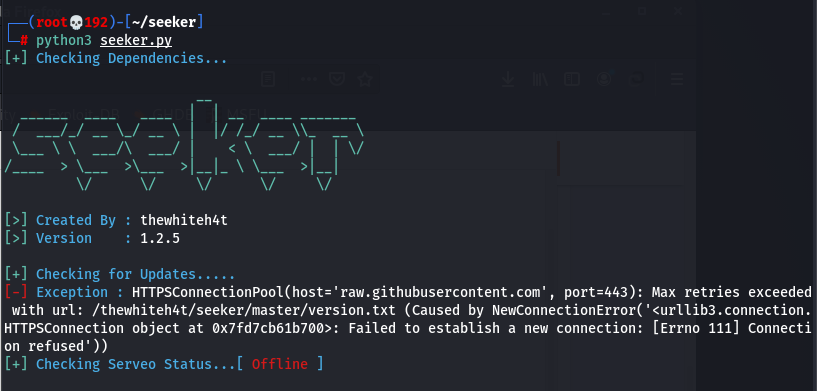 (root💀192)-[~/seeker]
# python3 seeker.py
[+] Checking Dependencies...
seeker
[>] Created By : thewhiteh4t
[>] Version    : 1.2.5
[+] Checking for Updates.....
[-] Exception : HTTPSConnectionPool(host='raw.githubusercontent.com', port=443): Max retries exceeded
with url: /thewhiteh4t/seeker/master/version.txt (Caused by NewConnectionError('<urllib3.connection.
HTTPSConnection object at 0x7fd7cb61b700>: Failed to establish a new connection: [Errno 111] Connecti
on refused'))
[+] Checking Serveo Status...[ Offline ]